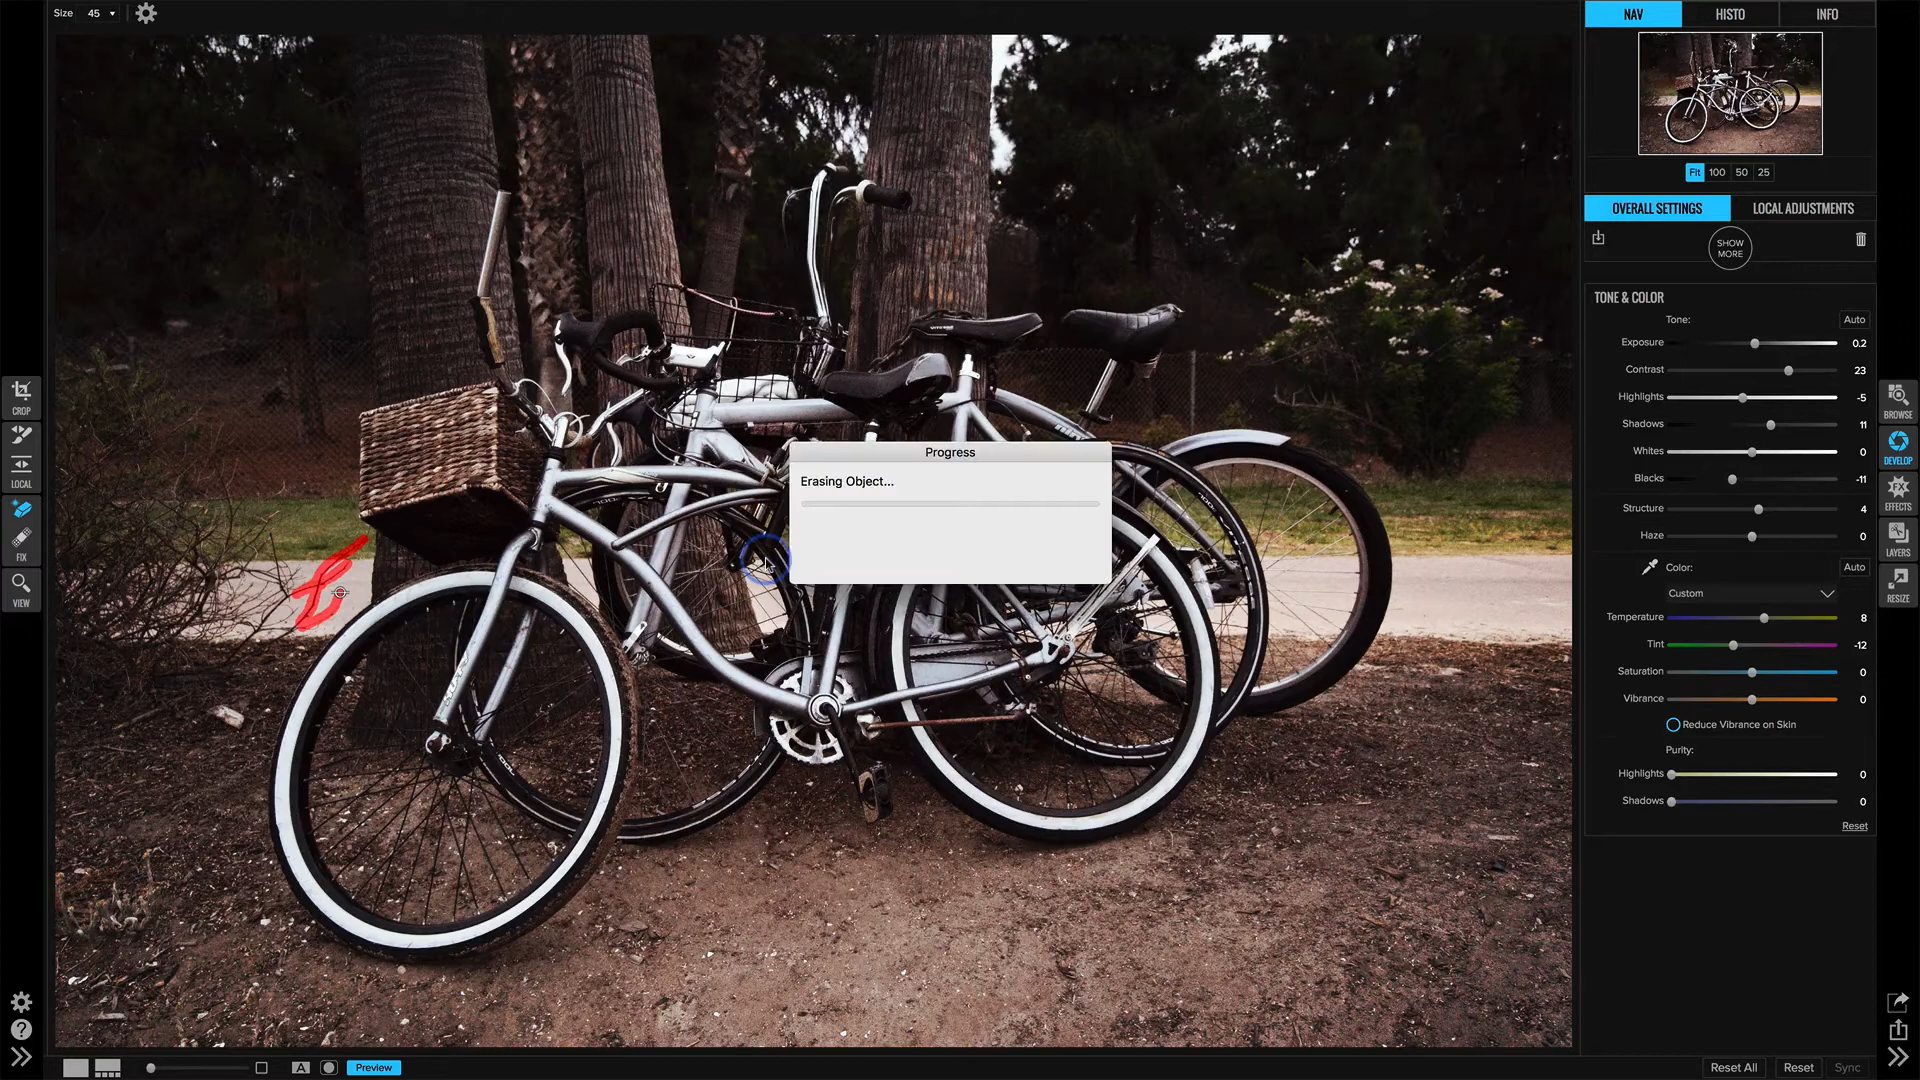 Size 45
NAV HISTO INFO
Fit 100 50 25
OVERALL SETTINGS LOCAL ADJUSTMENTS
SHOW
MORE
TONE & COLOR
Tone: Auto
Exposure 0.2
Contrast 23
Highlights -5
Shadows 11
Whites 0
Blacks -11
Structure 4
Haze 0
Color: Auto
Custom
Temperature 8
Tint -12
Saturation 0
Vibrance 0
Reduce Vibrance on Skin
Purity:
Highlights 0
Shadows 0
Reset
CROP
LOCAL
FIX
VIEW
Progress
Erasing Object...
BROWSE
DEVELOP
EFFECTS
FX
LAYERS
RESIZE
A Preview
Reset All Reset Sync